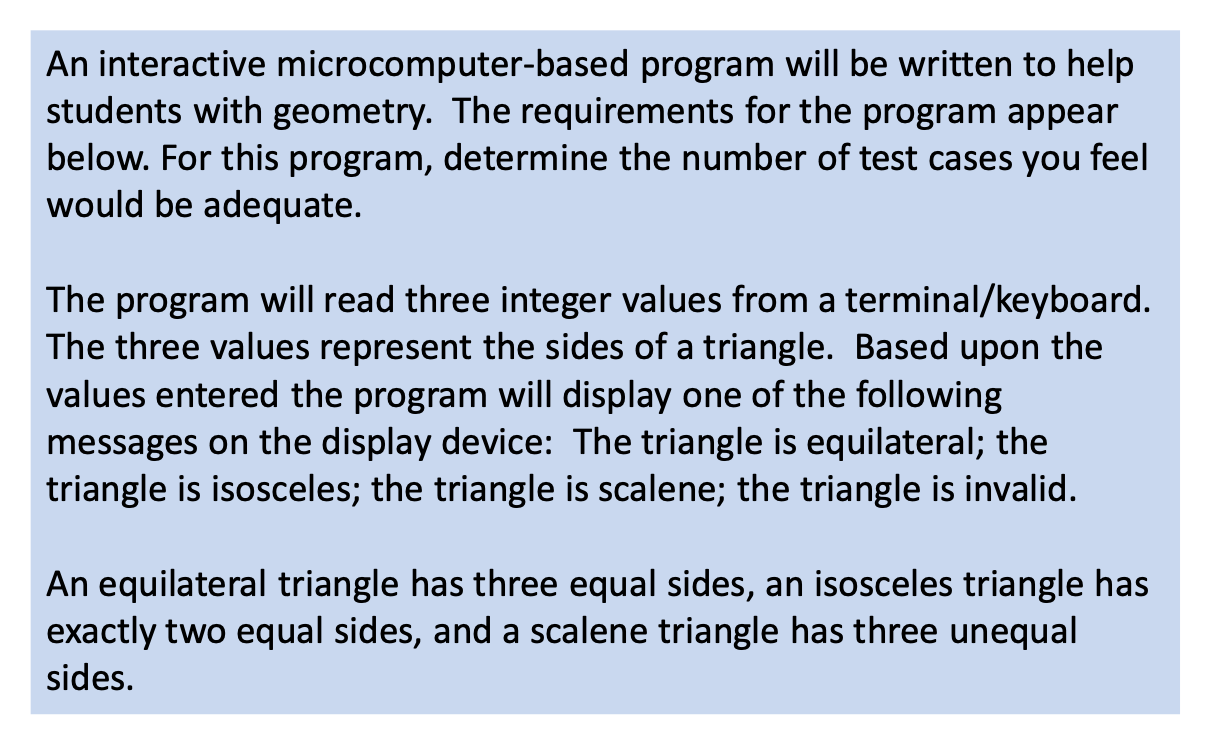 An interactive microcomputer-based program will be written to help
students with geometry.  The requirements for the program appear
below. For this program, determine the number of test cases you feel
would be adequate.
The program will read three integer values from a terminal/keyboard.
The three values represent the sides of a triangle.  Based upon the
values entered the program will display one of the following
messages on the display device:  The triangle is equilateral; the
triangle is isosceles; the triangle is scalene; the triangle is invalid.
An equilateral triangle has three equal sides, an isosceles triangle has
exactly two equal sides, and a scalene triangle has three unequal
sides.